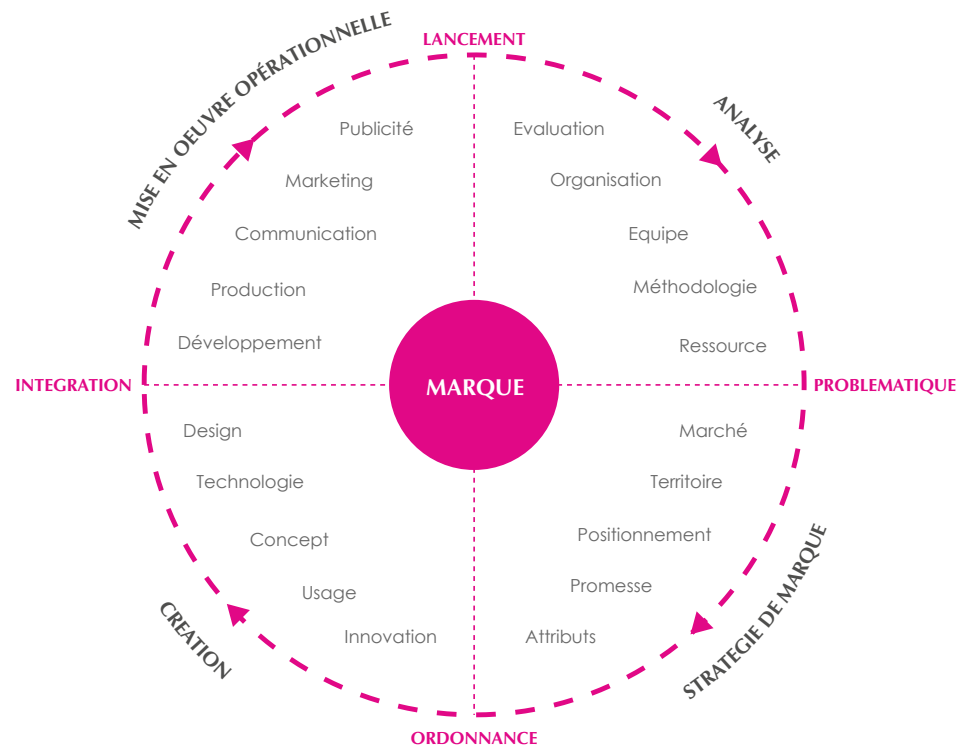 LANCEMENT
MISE EN OEUVRE OPÉRATIONNELLE
Publicité
Marketing
Communication
Production
Développement
ANALYSE
Evaluation
Organisation
Equipe
Méthodologie
Ressource
INTEGRATION
MARQUE
PROBLEMATIQUE
Design
Technologie
Concept
Usage
Innovation
CREATION
Marché
Territoire
Positionnement
Promesse
Attributs
STRATEGIE DE MARQUE
ORDONNANCE